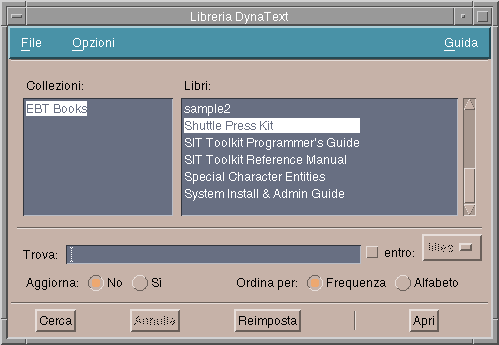 Libreria DynaText
File Opzioni Guida
Collezioni: Libri:
EBT Books
sample2
Shuttle Press Kit
SIT Toolkit Programmer's Guide
SIT Toolkit Reference Manual
Special Character Entities
System Install & Admin Guide
Trova: entro:
Aggiorna: No Sì Ordina per: Frequenza Alfabeto
Cerca Annulla Reimposta Apri